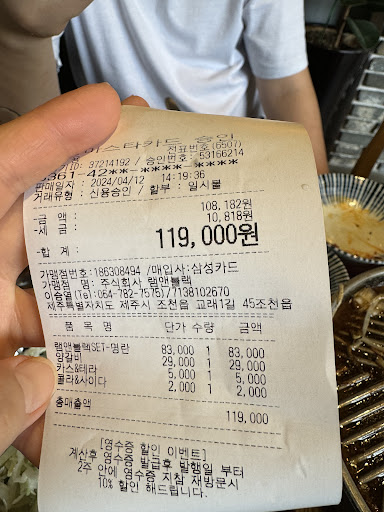 마스타카드 승인
전표번호(6507)
ID: 37214192 / 승인번호: 53166214
5361-42**-****-****
판매일자 : 2024/04/12 14:19:36
거래유형 : 신용승인 / 할부 : 일시불
금 액 : 108,182원
세 금 : 10,818원
합 계 : 119,000원
가맹점번호:186308494 /매입사:삼성카드
가맹점 명: 주식회사 램앤블랙
(Tel:064-782-7575)/7138102670
제주특별자치도 제주시 조천읍 교래1길 45조천읍
품 목 명 단가 수량 금액
램앤블랙SET-명란 83,000 1 83,000
양갈비 29,000 1 29,000
카스&테라 5,000 1 5,000
콜라&사이다 2,000 1 2,000
총매출액 119,000
[영수증 할인 이벤트]
계산후 영수증 발급후 발행일 부터
2주 안에 영수증 지참 재방문시
10% 할인 해드립니다.